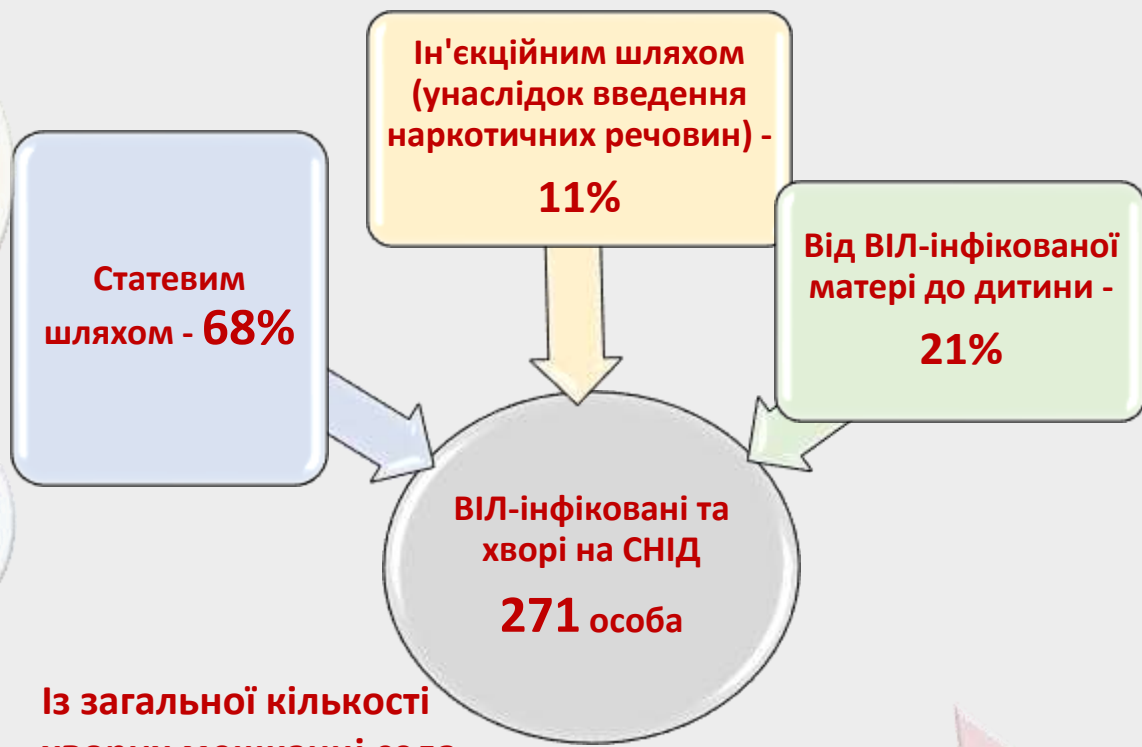 Ін'єкційним шляхом
(унаслідок введення
наркотичних речовин) -
11%
Статевим
шляхом - 68%
Від ВІЛ-інфікованої
матері до дитини -
21%
ВІЛ-інфіковані та
хворі на СНІД
271 особа
Із загальної кількості